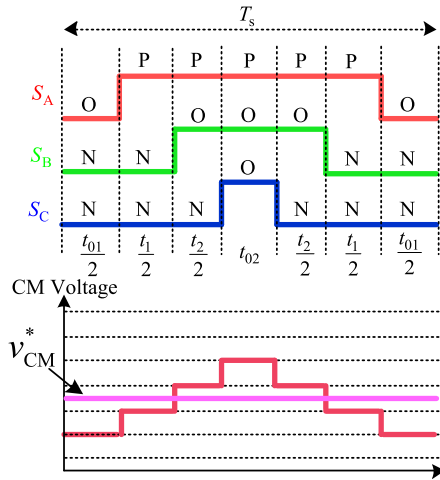 T_s
P P P P P
S_A O O
O O O
S_B N N N N
O
S_C N N N N N N
t_01/2 t_1/2 t_2/2 t_02 t_2/2 t_1/2 t_01/2
CM Voltage
v*_CM